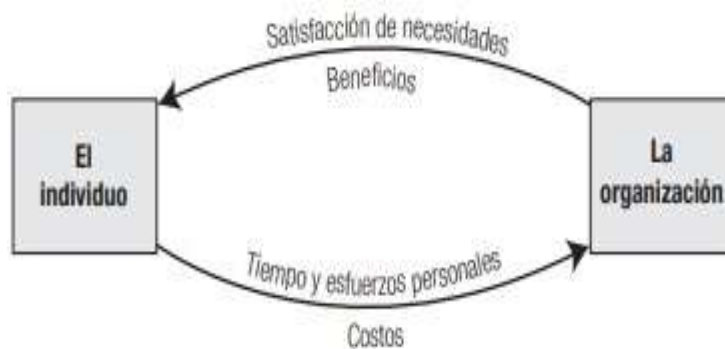 Satisfacción de necesidades
Beneficios
El
individuo
La
organización
Tiempo y esfuerzos personales
Costos